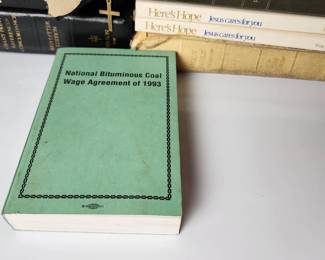 Here's Hope Jesus cares for you
Here's Hope Jesus cares for you
National Bituminous Coal
Wage Agreement of 1993